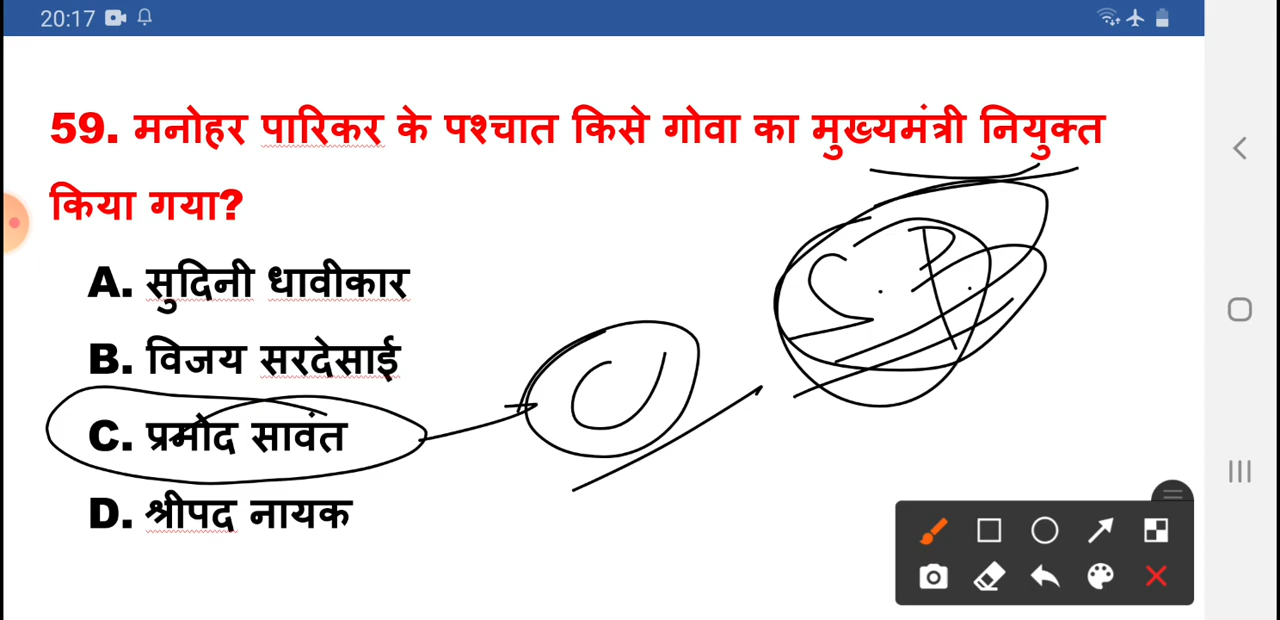 20:17
59. मनोहर पारिकर के पश्चात किसे गोवा का मुख्यमंत्री नियुक्त
किया गया?
A. सुदिनी धावीकार
B. विजय सरदेसाई
C. प्रमोद सावंत
D. श्रीपद नायक